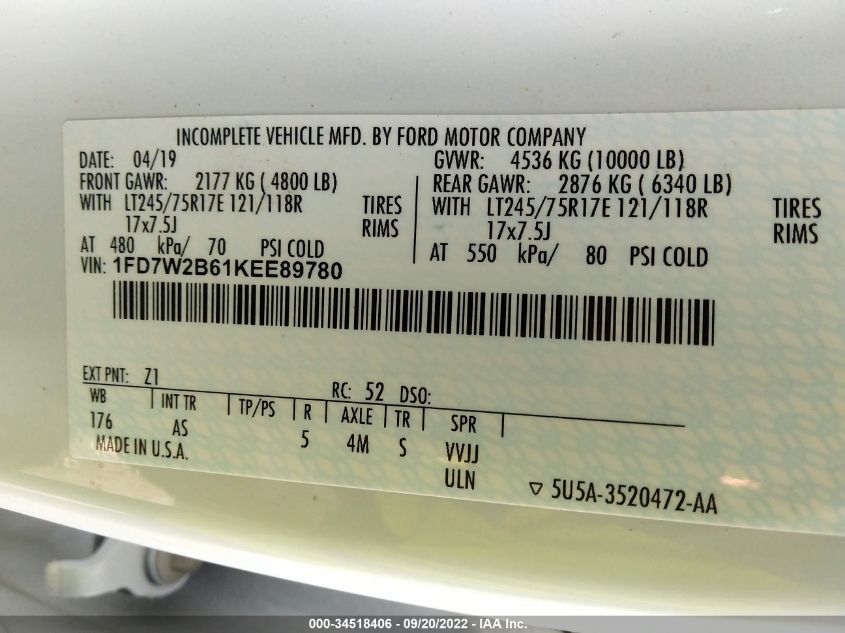 INCOMPLETE VEHICLE MFD. BY FORD MOTOR COMPANY
DATE: 04/19 GVWR: 4536 KG (10000 LB)
FRONT GAWR: 2177 KG ( 4800 LB) REAR GAWR: 2876 KG ( 6340 LB)
WITH LT245/75R17E 121/118R TIRES WITH LT245/75R17E 121/118R TIRES
17x7.5J RIMS 17x7.5J RIMS
AT 480 kPa/ 70 PSI COLD AT 550 kPa/ 80 PSI COLD
VIN: 1FD7W2B61KEE89780
EXT PNT: Z1 RC: 52 DSO:
WB INT TR TP/PS R AXLE TR SPR
176 AS 5 4M S VVJJ
MADE IN U.S.A. ULN
▽ 5U5A-3520472-AA
000-34518406 - 09/20/2022 - IAA Inc.